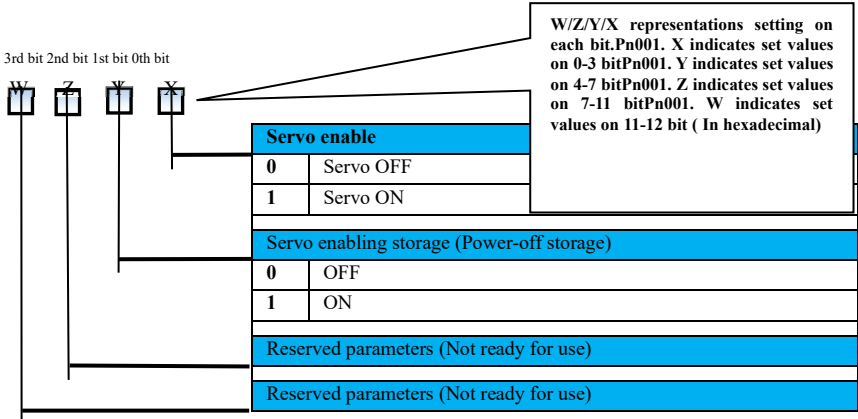 W/Z/Y/X representations setting on
each bit.Pn001. X indicates set values
on 0-3 bitPn001. Y indicates set values
on 4-7 bitPn001. Z indicates set values
on 7-11 bitPn001. W indicates set
values on 11-12 bit ( In hexadecimal)
3rd bit 2nd bit 1st bit 0th bit
W Z Y X
Servo enable
0 Servo OFF
1 Servo ON
Servo enabling storage (Power-off storage)
0 OFF
1 ON
Reserved parameters (Not ready for use)
Reserved parameters (Not ready for use)